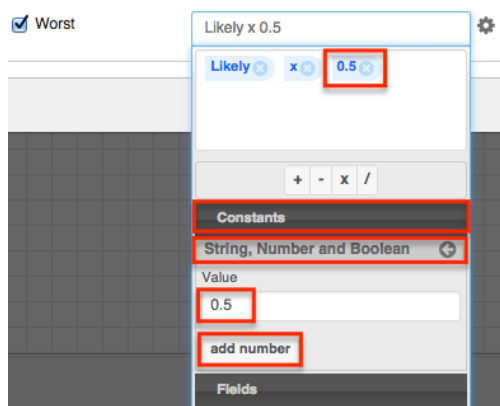 Worst
Likely x 0.5
Likely x 0.5
+ - x /
Constants
String, Number and Boolean
Value
0.5
add number
Fields